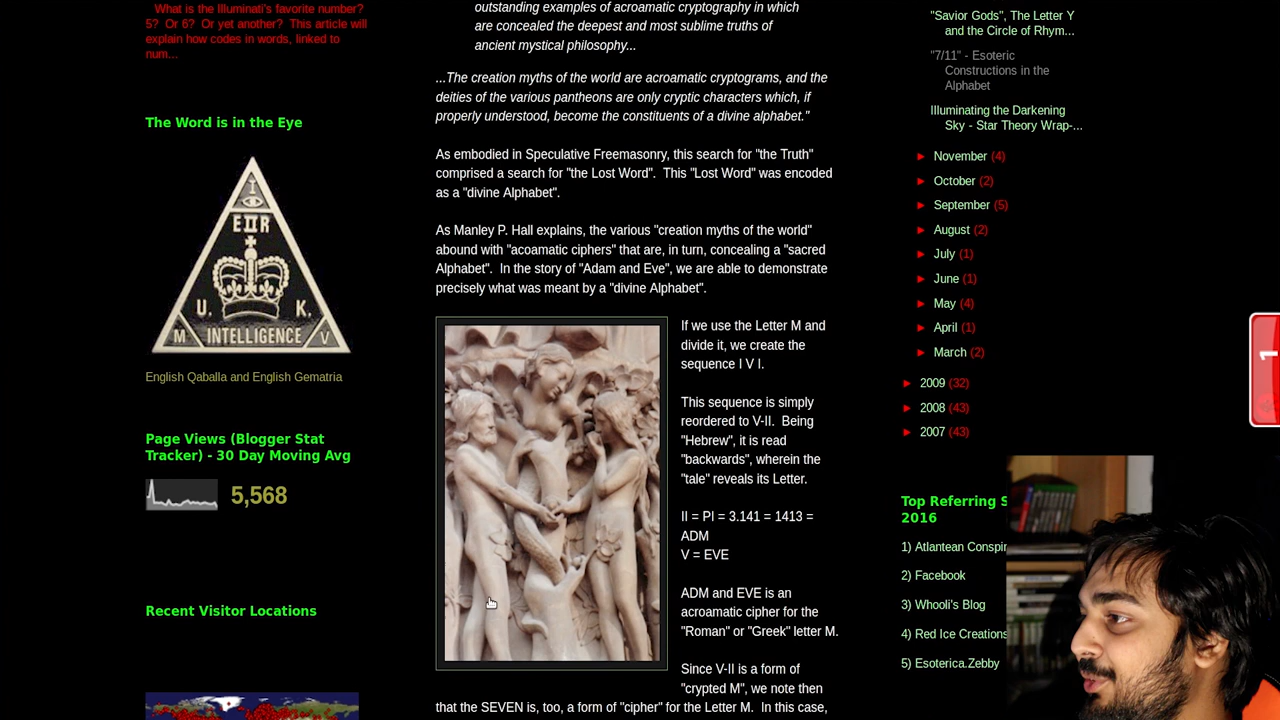 What is the Illuminati's favorite number?
5?  Or 6?  Or yet another?  This article will
explain how codes in words, linked to
num...
The Word is in the Eye
I
EIIR
U. K.
M INTELLIGENCE V
English Qaballa and English Gematria
Page Views (Blogger Stat
Tracker) - 30 Day Moving Avg
5,568
Recent Visitor Locations
outstanding examples of acroamatic cryptography in which
are concealed the deepest and most sublime truths of
ancient mystical philosophy...
...The creation myths of the world are acroamatic cryptograms, and the
deities of the various pantheons are only cryptic characters which, if
properly understood, become the constituents of a divine alphabet."
As embodied in Speculative Freemasonry, this search for "the Truth"
comprised a search for "the Lost Word".  This "Lost Word" was encoded
as a "divine Alphabet".
As Manley P. Hall explains, the various "creation myths of the world"
abound with "acoamatic ciphers" that are, in turn, concealing a "sacred
Alphabet".  In the story of "Adam and Eve", we are able to demonstrate
precisely what was meant by a "divine Alphabet".
If we use the Letter M and
divide it, we create the
sequence I V I.
This sequence is simply
reordered to V-II.  Being
"Hebrew", it is read
"backwards", wherein the
"tale" reveals its Letter.
II = PI = 3.141 = 1413 =
ADM
V = EVE
ADM and EVE is an
acroamatic cipher for the
"Roman" or "Greek" letter M.
Since V-II is a form of
"crypted M", we note then
that the SEVEN is, too, a form of "cipher" for the Letter M.  In this case,
"Savior Gods", The Letter Y
and the Circle of Rhym...
"7/11" - Esoteric
Constructions in the
Alphabet
Illuminating the Darkening
Sky - Star Theory Wrap-...
► November (4)
► October (2)
► September (5)
► August (2)
► July (1)
► June (1)
► May (4)
► April (1)
► March (2)
► 2009 (32)
► 2008 (43)
► 2007 (43)
Top Referring S
2016
1) Atlantean Conspir
2) Facebook
3) Whooli's Blog
4) Red Ice Creations
5) Esoterica.Zebby
1